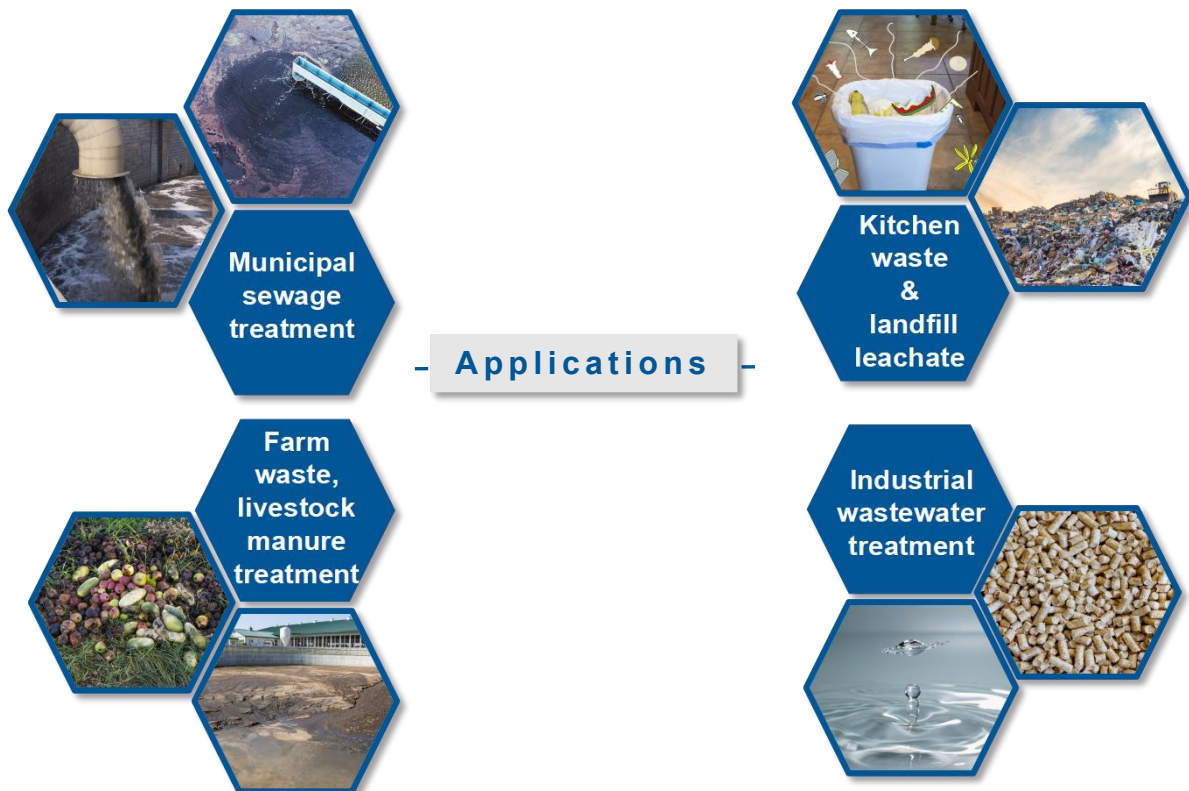 Municipal
sewage
treatment
Kitchen
waste
&
landfill
leachate
Applications
Farm
waste,
livestock
manure
treatment
Industrial
wastewater
treatment